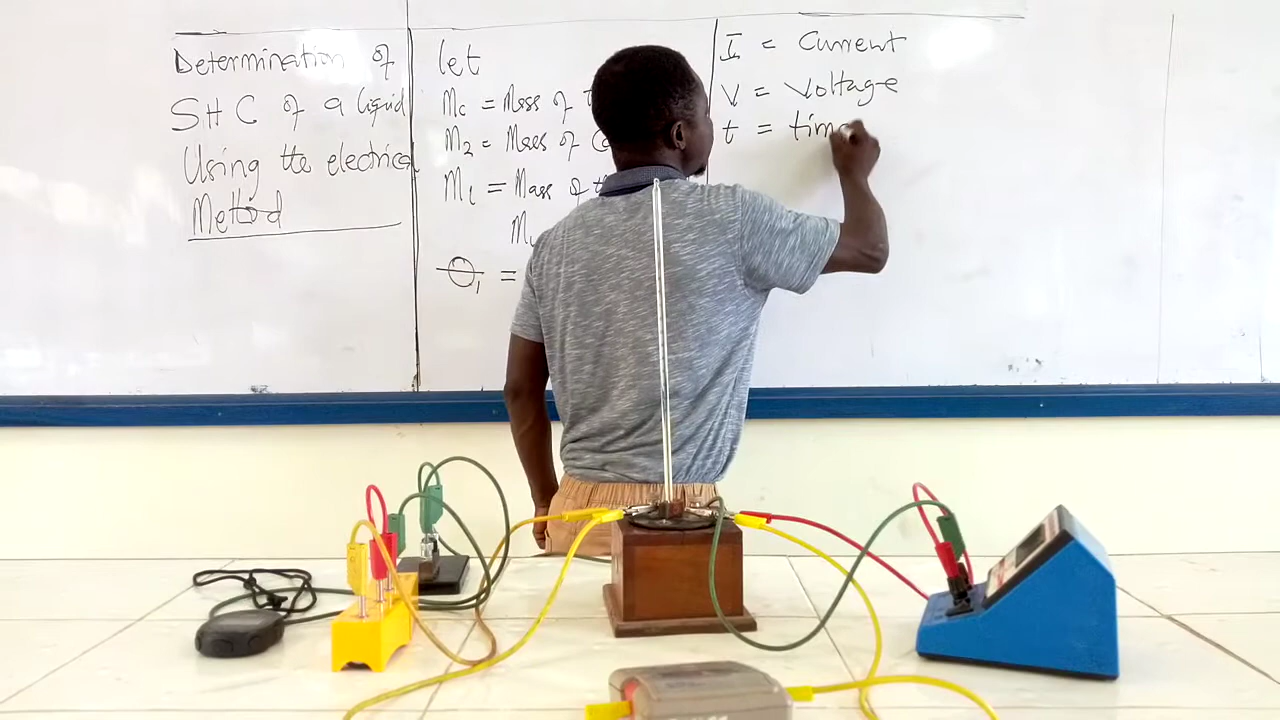 Determination of
SHC of a liquid
Using the electrical
Method
let
Mc = Mass of
M2 = Mass of
M1 = Mass of
θ1 =
I = Current
V = Voltage
t = time